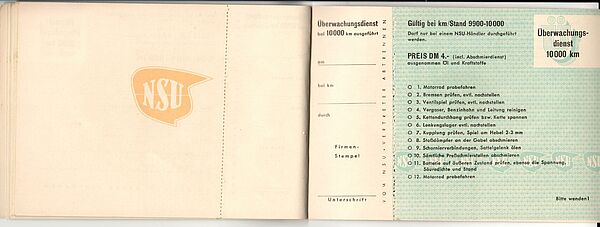 NSU
Überwachungsdienst
bei 10000 km ausgeführt
am
bei km
durch
Firmen-
Stempel
Unterschrift
VOM NSU-VERTRETER ABTRENNEN
Gültig bei km/Stand 9900-10000
Darf nur bei einem NSU-Händler durchgeführt
werden.
PREIS DM 4.- (incl. Abschmierdienst)
ausgenommen Öl und Kraftstoffe
Überwachungs-
dienst
10000 km
O 1. Motorrad probefahren
O 2. Bremsen prüfen, evtl. nachstellen
O 3. Ventilspiel prüfen, evtl. nachstellen
O 4. Vergaser, Benzinhahn und Leitung reinigen
O 5. Kettendurchhang prüfen bzw. Kette spannen
O 6. Lenkungslager evtl. nachstellen
O 7. Kupplung prüfen, Spiel am Hebel 2-3 mm
O 8. Stoßdämpfer an der Gabel abschmieren
O 9. Scharnierverbindungen, Sattelgelenk ölen
O 10. Sämtliche Preßschmierstellen abschmieren
O 11. Batterie auf äußeren Zustand prüfen, ebenso die Spannung,
Säuredichte und Stand
O 12. Motorrad probefahren
NSU
NSU
NSU
Bitte wenden!